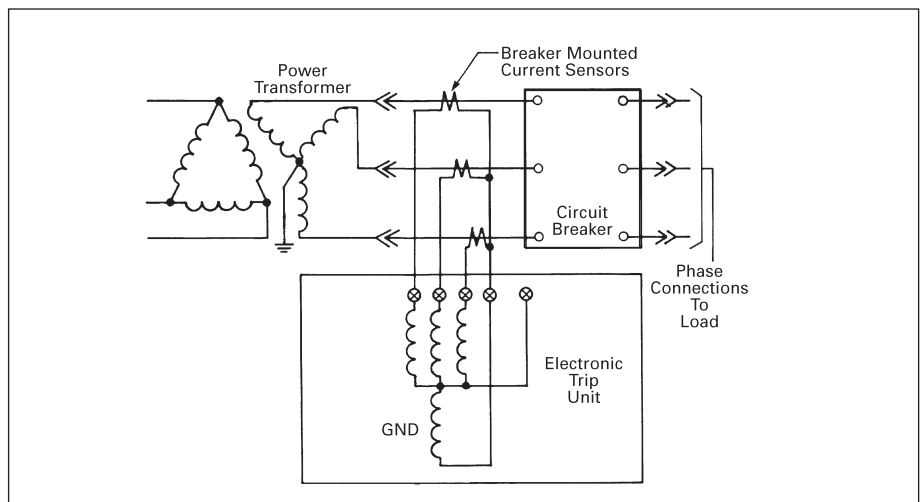 Breaker Mounted
Current Sensors
Power
Transformer
Circuit
Breaker
Phase
Connections
To
Load
Electronic
Trip
Unit
GND